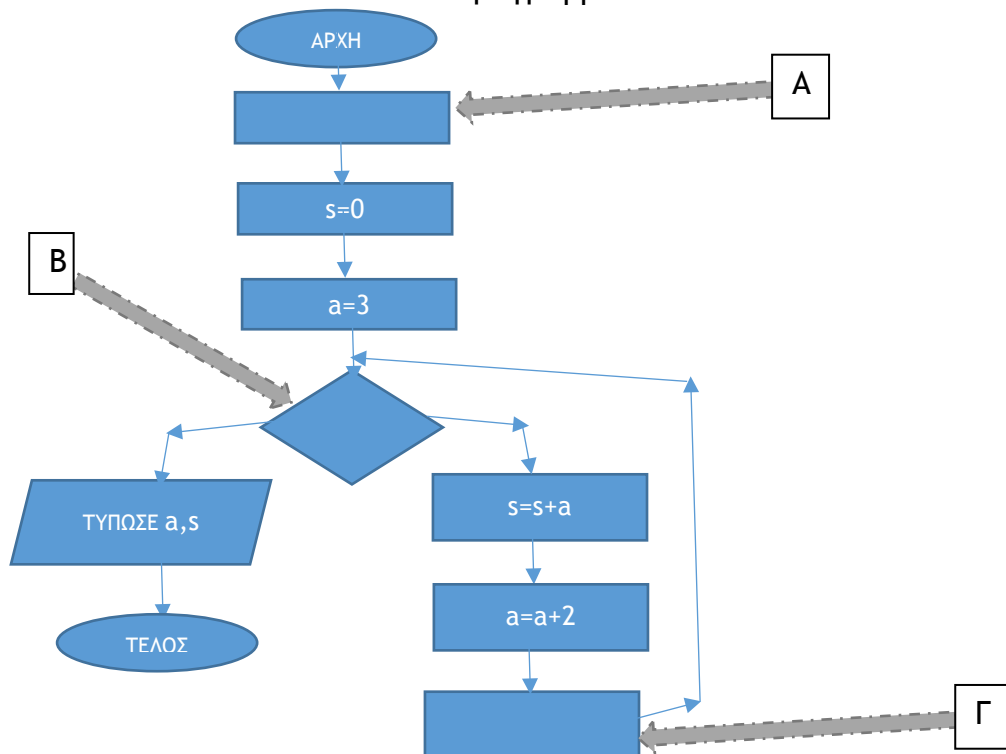 ΑΡΧΗ
Α
s=0
Β
a=3
s=s+a
ΤΥΠΩΣΕ a,s
a=a+2
ΤΕΛΟΣ
Γ